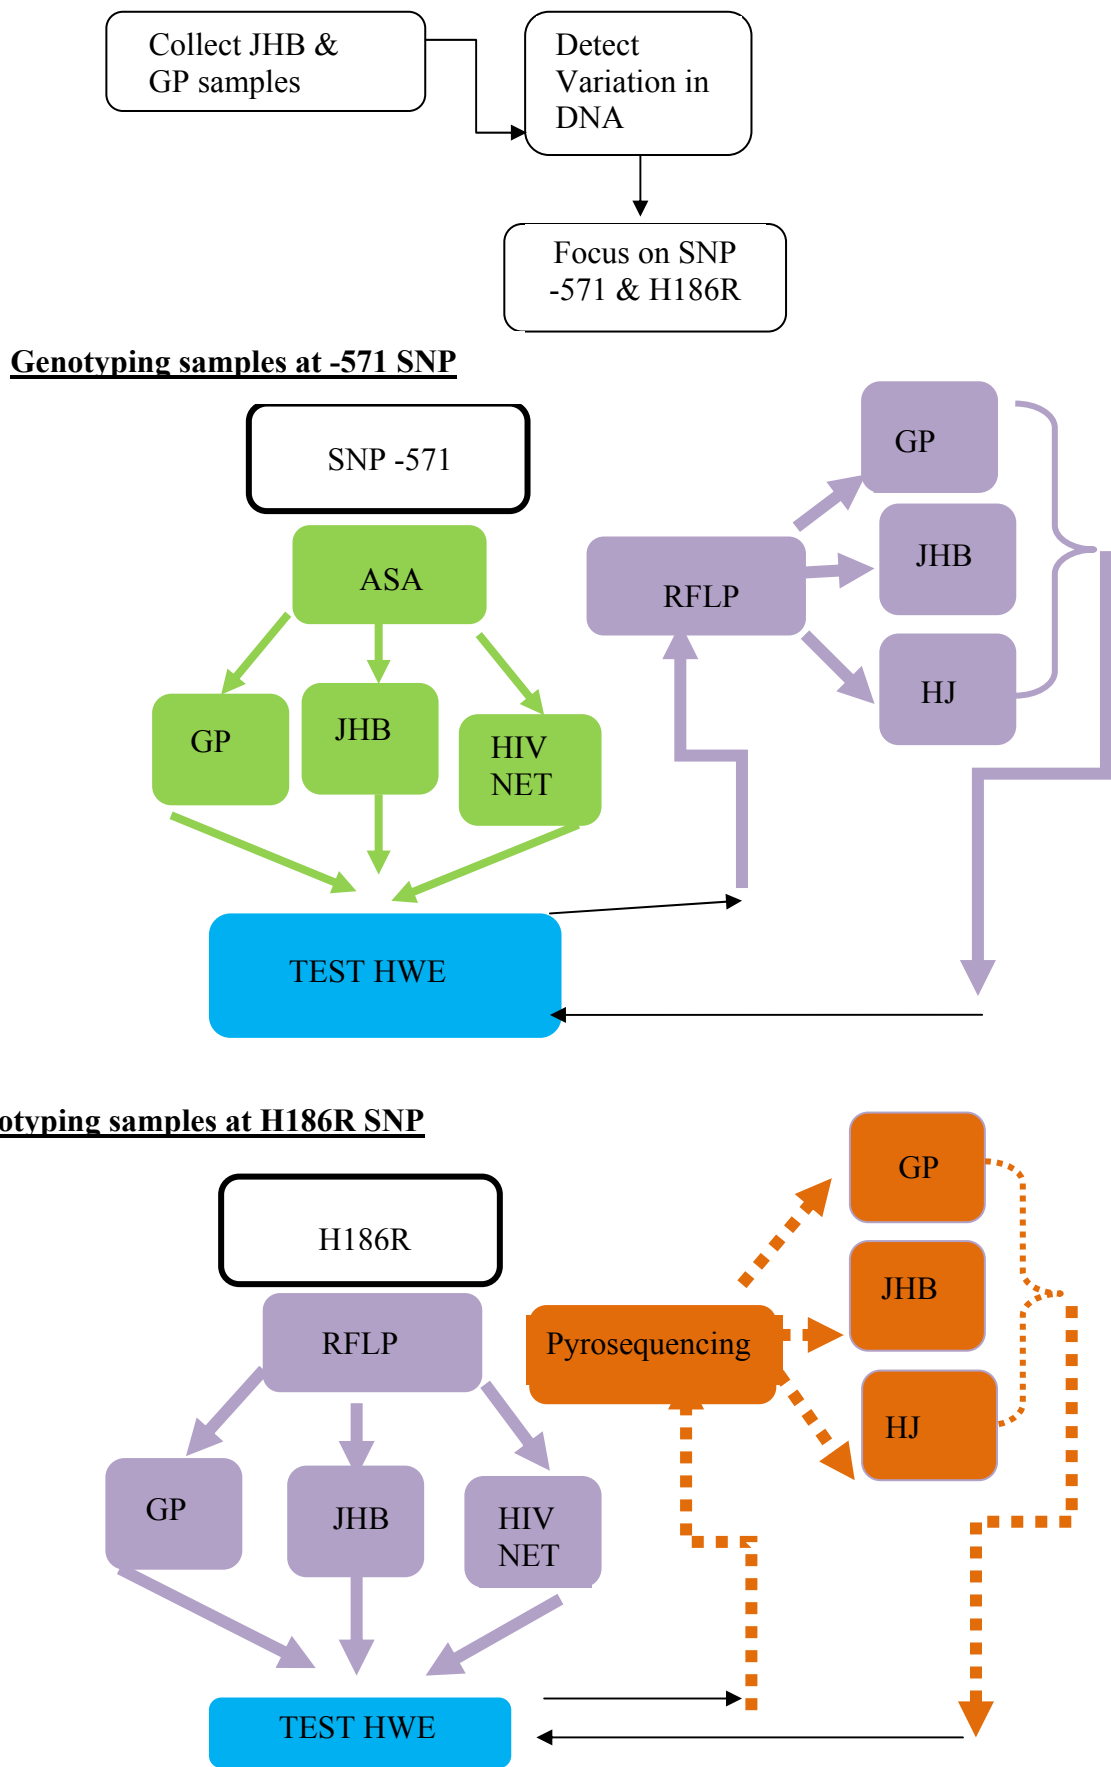 Collect JHB &
GP samples
Detect
Variation in
DNA
Focus on SNP
-571 & H186R
Genotyping samples at -571 SNP
SNP -571
ASA
GP
JHB
HIV
NET
TEST HWE
RFLP
GP
JHB
HJ
otyping samples at H186R SNP
H186R
RFLP
GP
JHB
HIV
NET
TEST HWE
Pyrosequencing
GP
JHB
HJ